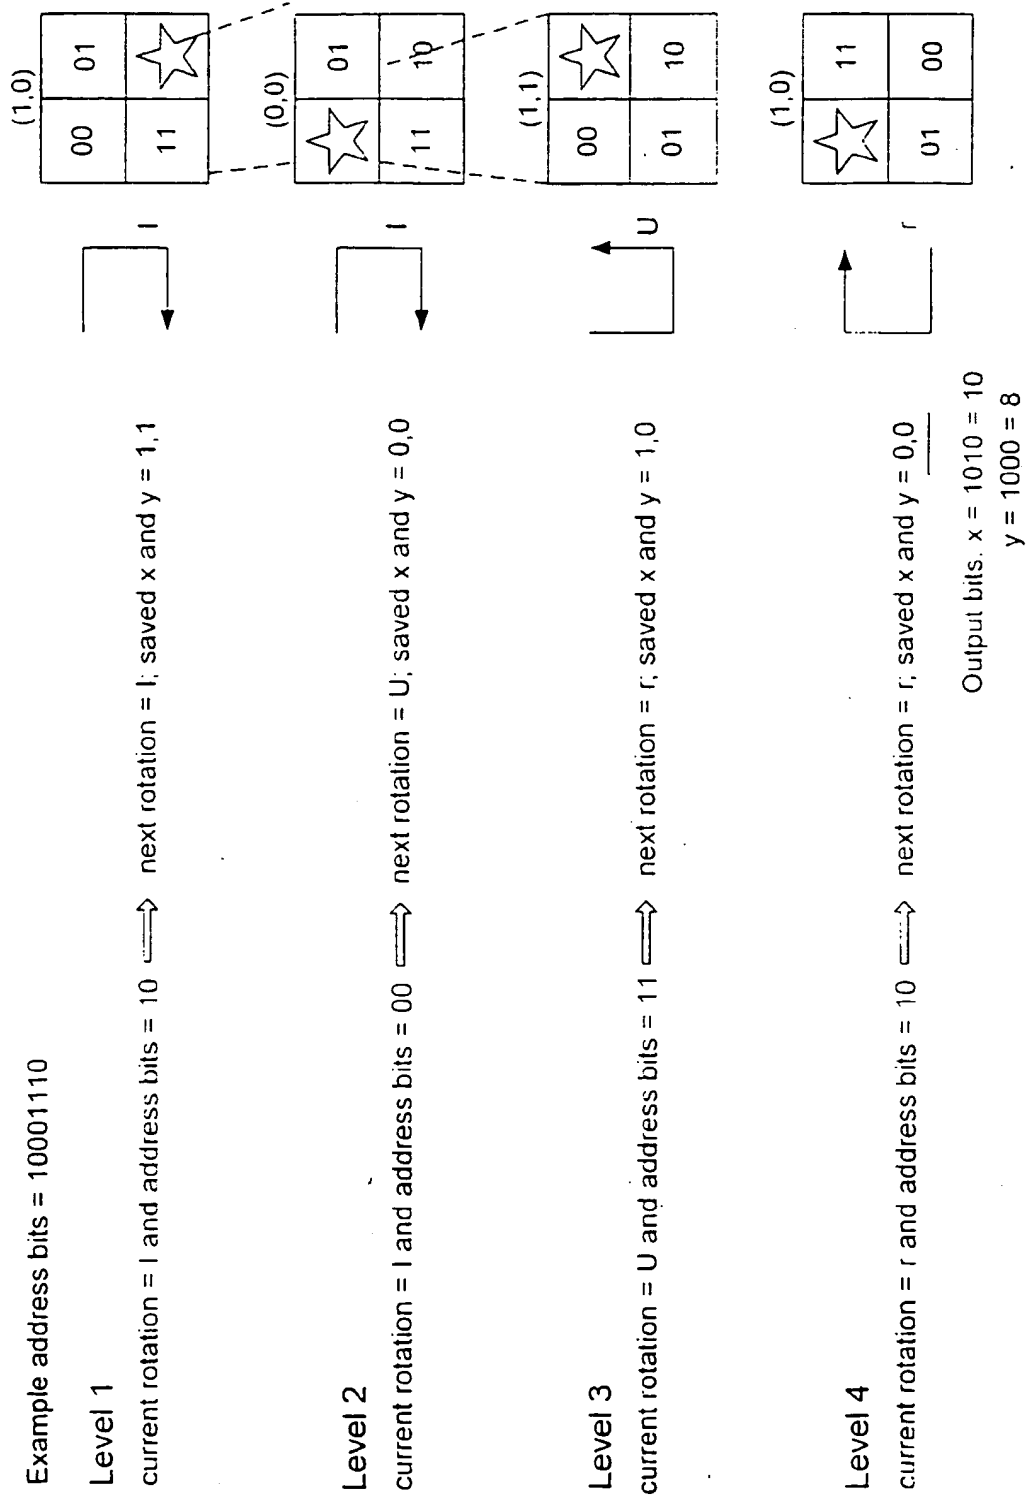 Example address bits = 10001110
Level 1
current rotation = l and address bits = 10 ⇒ next rotation = l; saved x and y = 1,1
l
(1,0)
00 01
11
Level 2
current rotation = l and address bits = 00 ⇒ next rotation = U; saved x and y = 0,0
l
(0,0)
01
11 10
Level 3
current rotation = U and address bits = 11 ⇒ next rotation = r; saved x and y = 1,0
U
(1,1)
00
01 10
Level 4
current rotation = r and address bits = 10 ⇒ next rotation = r; saved x and y = 0,0
r
(1,0)
11
01 00
Output bits. x = 1010 = 10
y = 1000 = 8